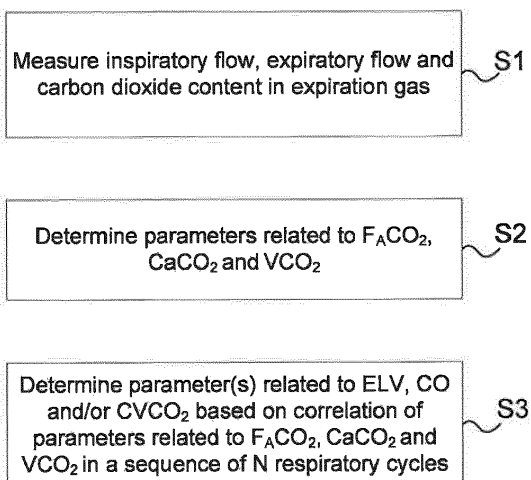 Measure inspiratory flow, expiratory flow and
carbon dioxide content in expiration gas
S1
Determine parameters related to FACO2,
CaCO2 and VCO2
S2
Determine parameter(s) related to ELV, CO
and/or CVCO2 based on correlation of
parameters related to FACO2, CaCO2 and
VCO2 in a sequence of N respiratory cycles
S3